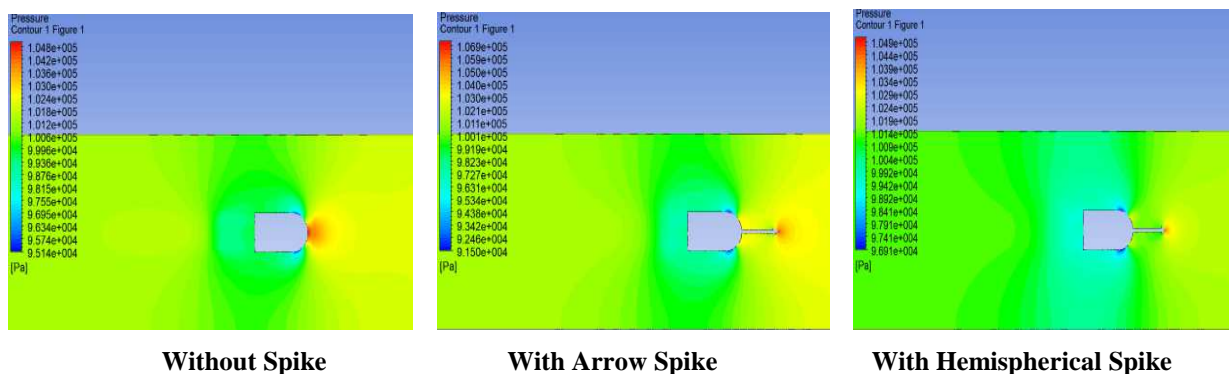 Pressure
Contour 1 Figure 1
1.048e+005
1.042e+005
1.036e+005
1.030e+005
1.024e+005
1.018e+005
1.012e+005
1.006e+005
9.996e+004
9.936e+004
9.876e+004
9.815e+004
9.755e+004
9.695e+004
9.634e+004
9.574e+004
9.514e+004
[Pa]
Pressure
Contour 1 Figure 1
1.069e+005
1.059e+005
1.050e+005
1.040e+005
1.030e+005
1.021e+005
1.011e+005
1.001e+005
9.919e+004
9.823e+004
9.727e+004
9.631e+004
9.534e+004
9.438e+004
9.342e+004
9.246e+004
9.150e+004
[Pa]
Pressure
Contour 1 Figure 1
1.049e+005
1.044e+005
1.039e+005
1.034e+005
1.029e+005
1.024e+005
1.019e+005
1.014e+005
1.009e+005
1.004e+005
9.992e+004
9.942e+004
9.892e+004
9.841e+004
9.791e+004
9.741e+004
9.691e+004
[Pa]
Without Spike
With Arrow Spike
With Hemispherical Spike